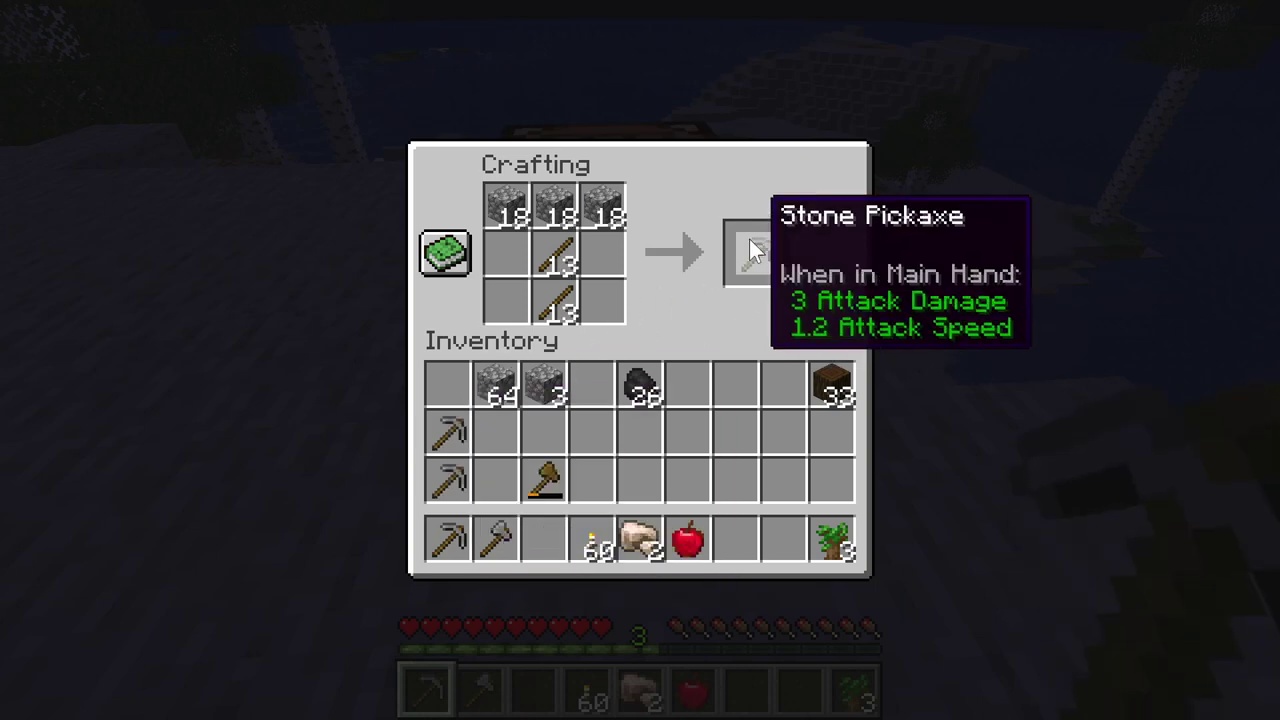 Crafting
18 18 18
13
13
Stone Pickaxe
When in Main Hand:
3 Attack Damage
1.2 Attack Speed
Inventory
64 3 26 33
60 2 3
3
60 2 3